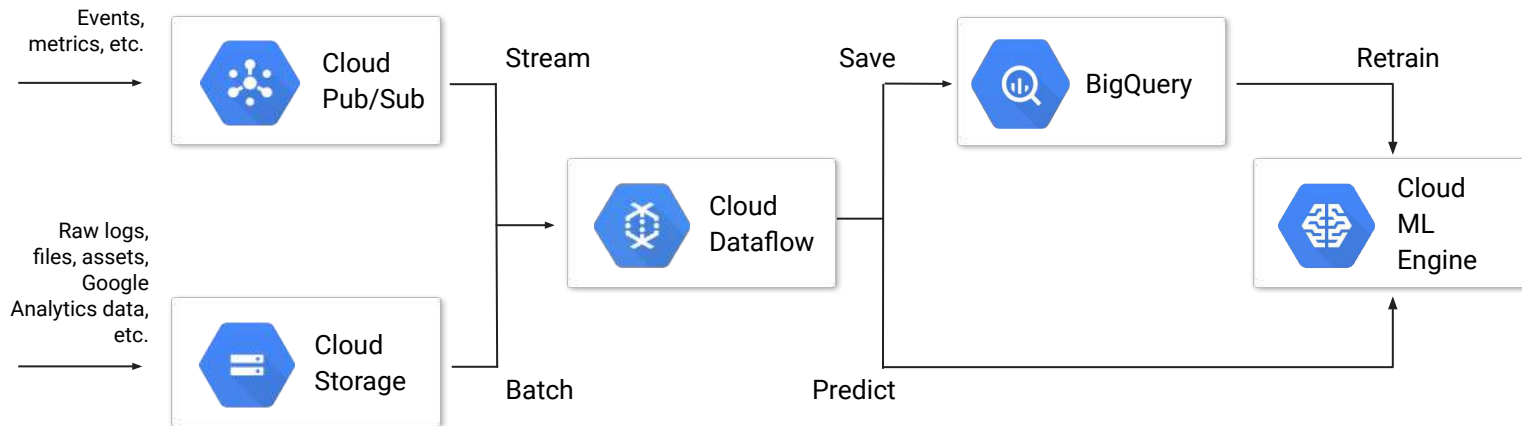 Events,
metrics, etc.
Cloud
Pub/Sub
Stream
Save
BigQuery
Retrain
Cloud
Dataflow
Cloud
ML
Engine
Raw logs,
files, assets,
Google
Analytics data,
etc.
Cloud
Storage
Batch
Predict